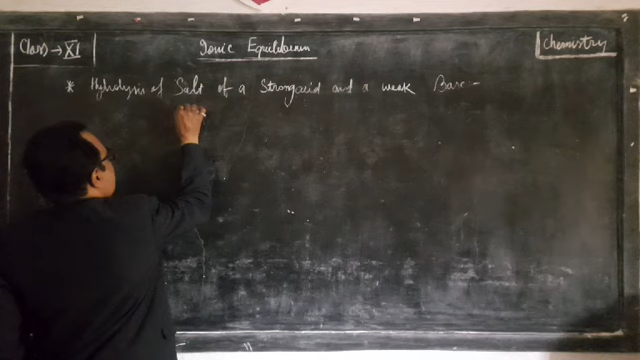 Class → XI
Ionic Equilibrium
Chemistry
* Hydrolysis of Salt of a Strong acid and a weak Base :-